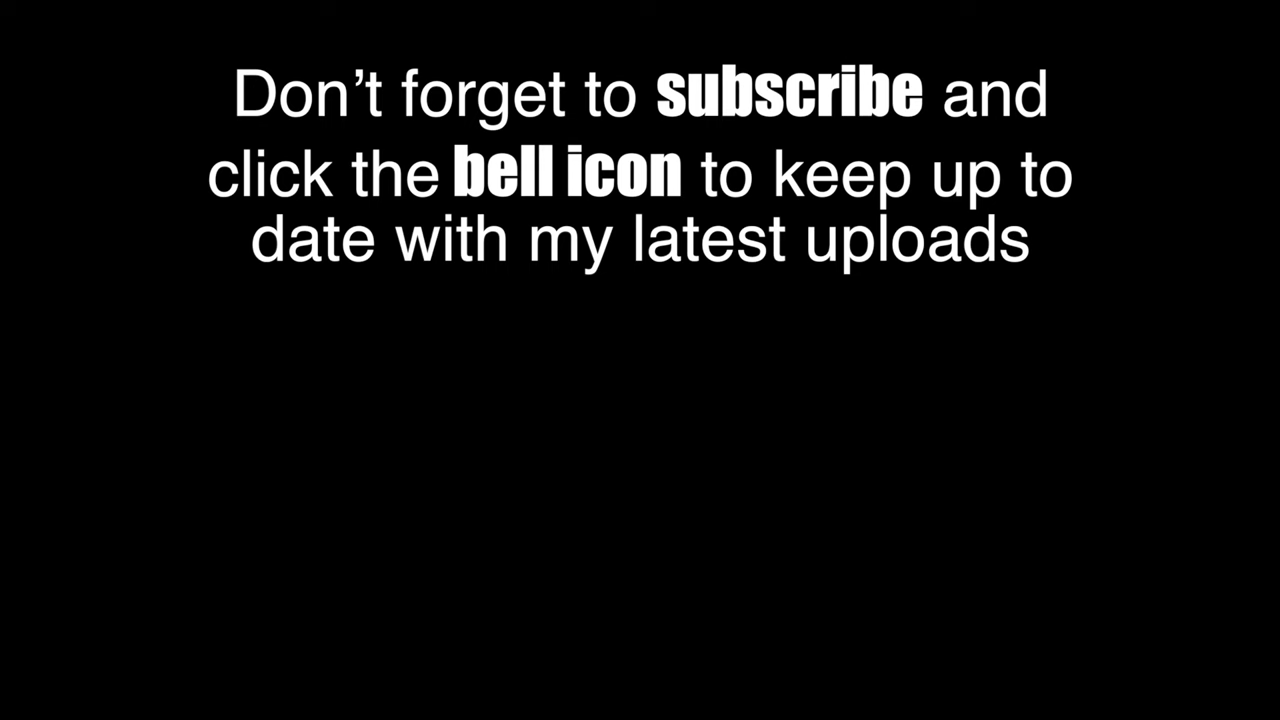 Don’t forget to subscribe and
click the bell icon to keep up to
date with my latest uploads